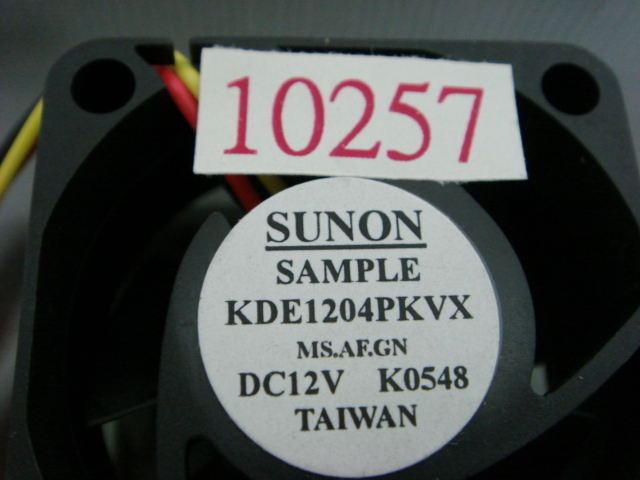 10257
SUNON
SAMPLE
KDE1204PKVX
MS.AF.GN
DC12V K0548
TAIWAN